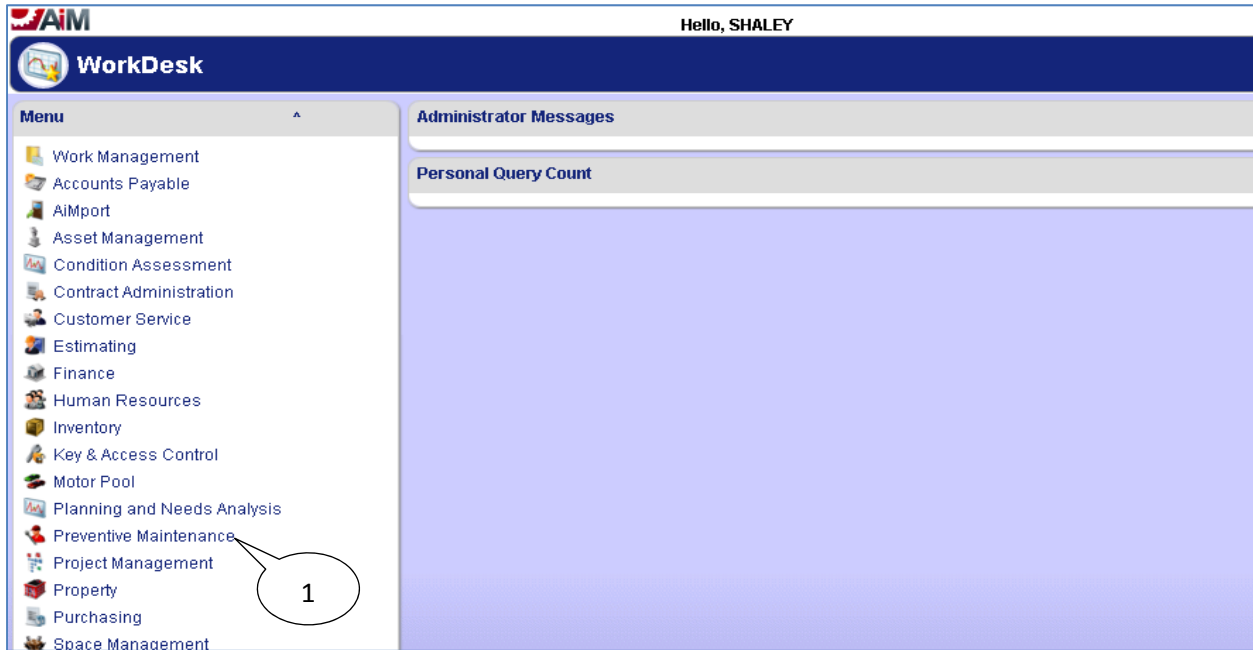 AiM
Hello, SHALEY
WorkDesk
Menu ^
Work Management
Accounts Payable
AiMport
Asset Management
Condition Assessment
Contract Administration
Customer Service
Estimating
Finance
Human Resources
Inventory
Key & Access Control
Motor Pool
Planning and Needs Analysis
Preventive Maintenance
Project Management
Property
Purchasing
Space Management
1
Administrator Messages
Personal Query Count